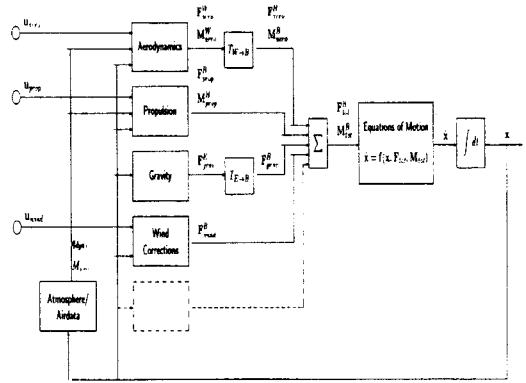 u_aero
F^W_aero
M^W_aero
F^B_aero
M^B_aero
Aerodynamics
T_W→B
u_prop
F^B_prop
M^B_prop
Propulsion
Σ
F^B_tot
M^B_tot
Equations of Motion
ẋ = f(x, F_tot, M_tot)
ẋ
∫ dt
x
Gravity
F^E_grav
T_E→B
F^B_grav
u_wind
Wind
Corrections
F^B_wind
Atmosphere/
Airdata